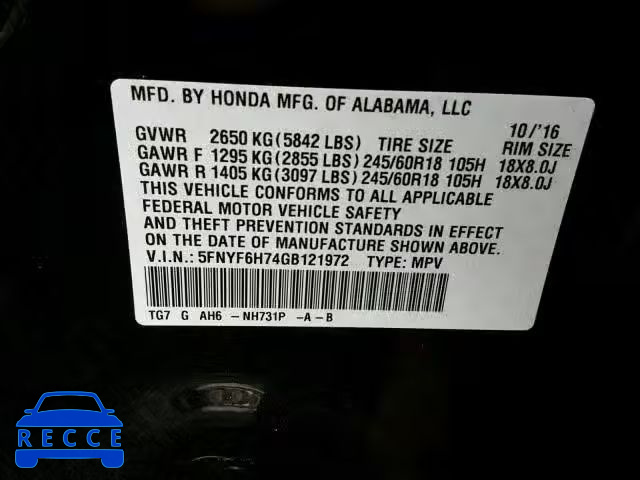 MFD. BY HONDA MFG. OF ALABAMA, LLC
10/'16
GVWR 2650 KG (5842 LBS) TIRE SIZE RIM SIZE
GAWR F 1295 KG (2855 LBS) 245/60R18 105H 18X8.0J
GAWR R 1405 KG (3097 LBS) 245/60R18 105H 18X8.0J
THIS VEHICLE CONFORMS TO ALL APPLICABLE
FEDERAL MOTOR VEHICLE SAFETY
AND THEFT PREVENTION STANDARDS IN EFFECT
ON THE DATE OF MANUFACTURE SHOWN ABOVE.
V.I.N.: 5FNYF6H74GB121972 TYPE: MPV
TG7 G AH6 -NH731P -A-B
RECCE